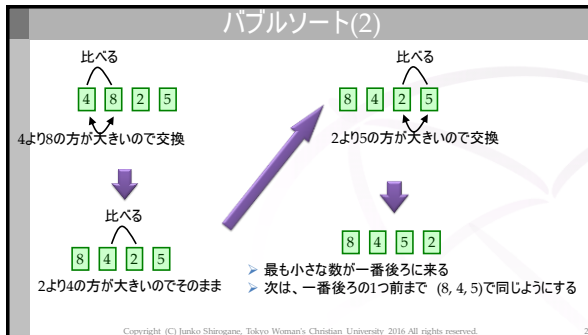 バブルソート(2)
比べる
4 8 2 5
4より8の方が大きいので交換
比べる
8 4 2 5
2より4の方が大きいのでそのまま
比べる
8 4 2 5
2より5の方が大きいので交換
8 4 5 2
➢ 最も小さな数が一番後ろに来る
➢ 次は、一番後ろの1つ前まで (8, 4, 5)で同じようにする
Copyright (C) Junko Shirogane, Tokyo Woman's Christian University 2016 All rights reserved.